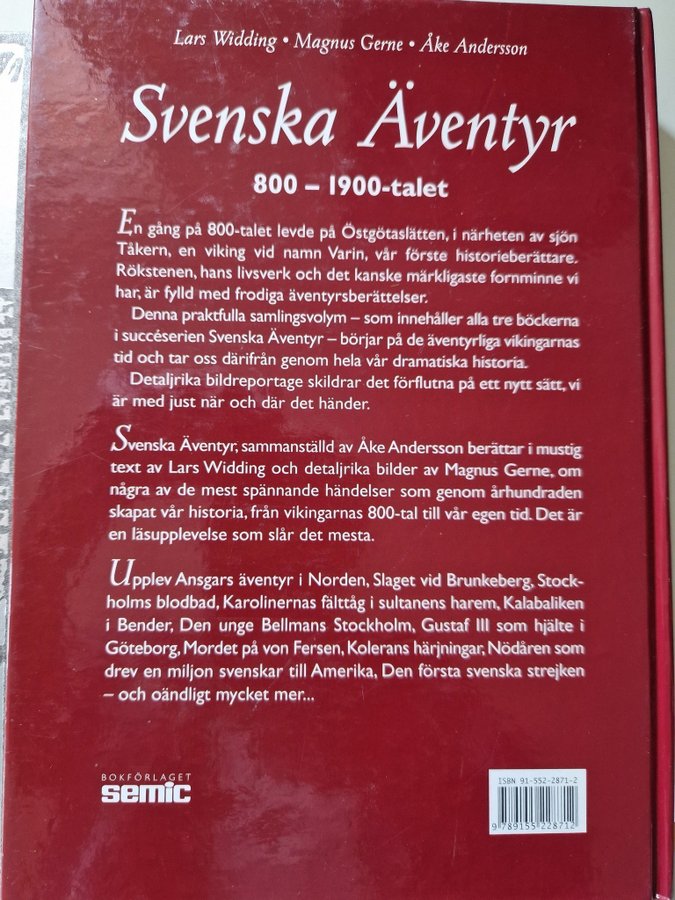 Lars Widding • Magnus Gerne • Åke Andersson
Svenska Äventyr
800 – 1900-talet
En gång på 800-talet levde på Östgötaslätten, i närheten av sjön
Tåkern, en viking vid namn Varin, vår förste historieberättare.
Rökstenen, hans livsverk och det kanske märkligaste fornminne vi
har, är fylld med frodiga äventyrsberättelser.
Denna praktfulla samlingsvolym – som innehåller alla tre böckerna
i succéserien Svenska Äventyr – börjar på de äventyrliga vikingarnas
tid och tar oss därifrån genom hela vår dramatiska historia.
Detaljrika bildreportage skildrar det förflutna på ett nytt sätt, vi
är med just när och där det händer.
Svenska Äventyr, sammanställd av Åke Andersson berättar i mustig
text av Lars Widding och detaljrika bilder av Magnus Gerne, om
några av de mest spännande händelser som genom århundraden
skapat vår historia, från vikingarnas 800-tal till vår egen tid. Det är
en läsupplevelse som slår det mesta.
Upplev Ansgars äventyr i Norden, Slaget vid Brunkeberg, Stock-
holms blodbad, Karolinernas fälttåg i sultanens harem, Kalabaliken
i Bender, Den unge Bellmans Stockholm, Gustaf III som hjälte i
Göteborg, Mordet på von Fersen, Kolerans härjningar, Nödåren som
drev en miljon svenskar till Amerika, Den första svenska strejken
– och oändligt mycket mer...
BOKFÖRLAGET
semic
ISBN 91-552-2871-2
9 789155 228712